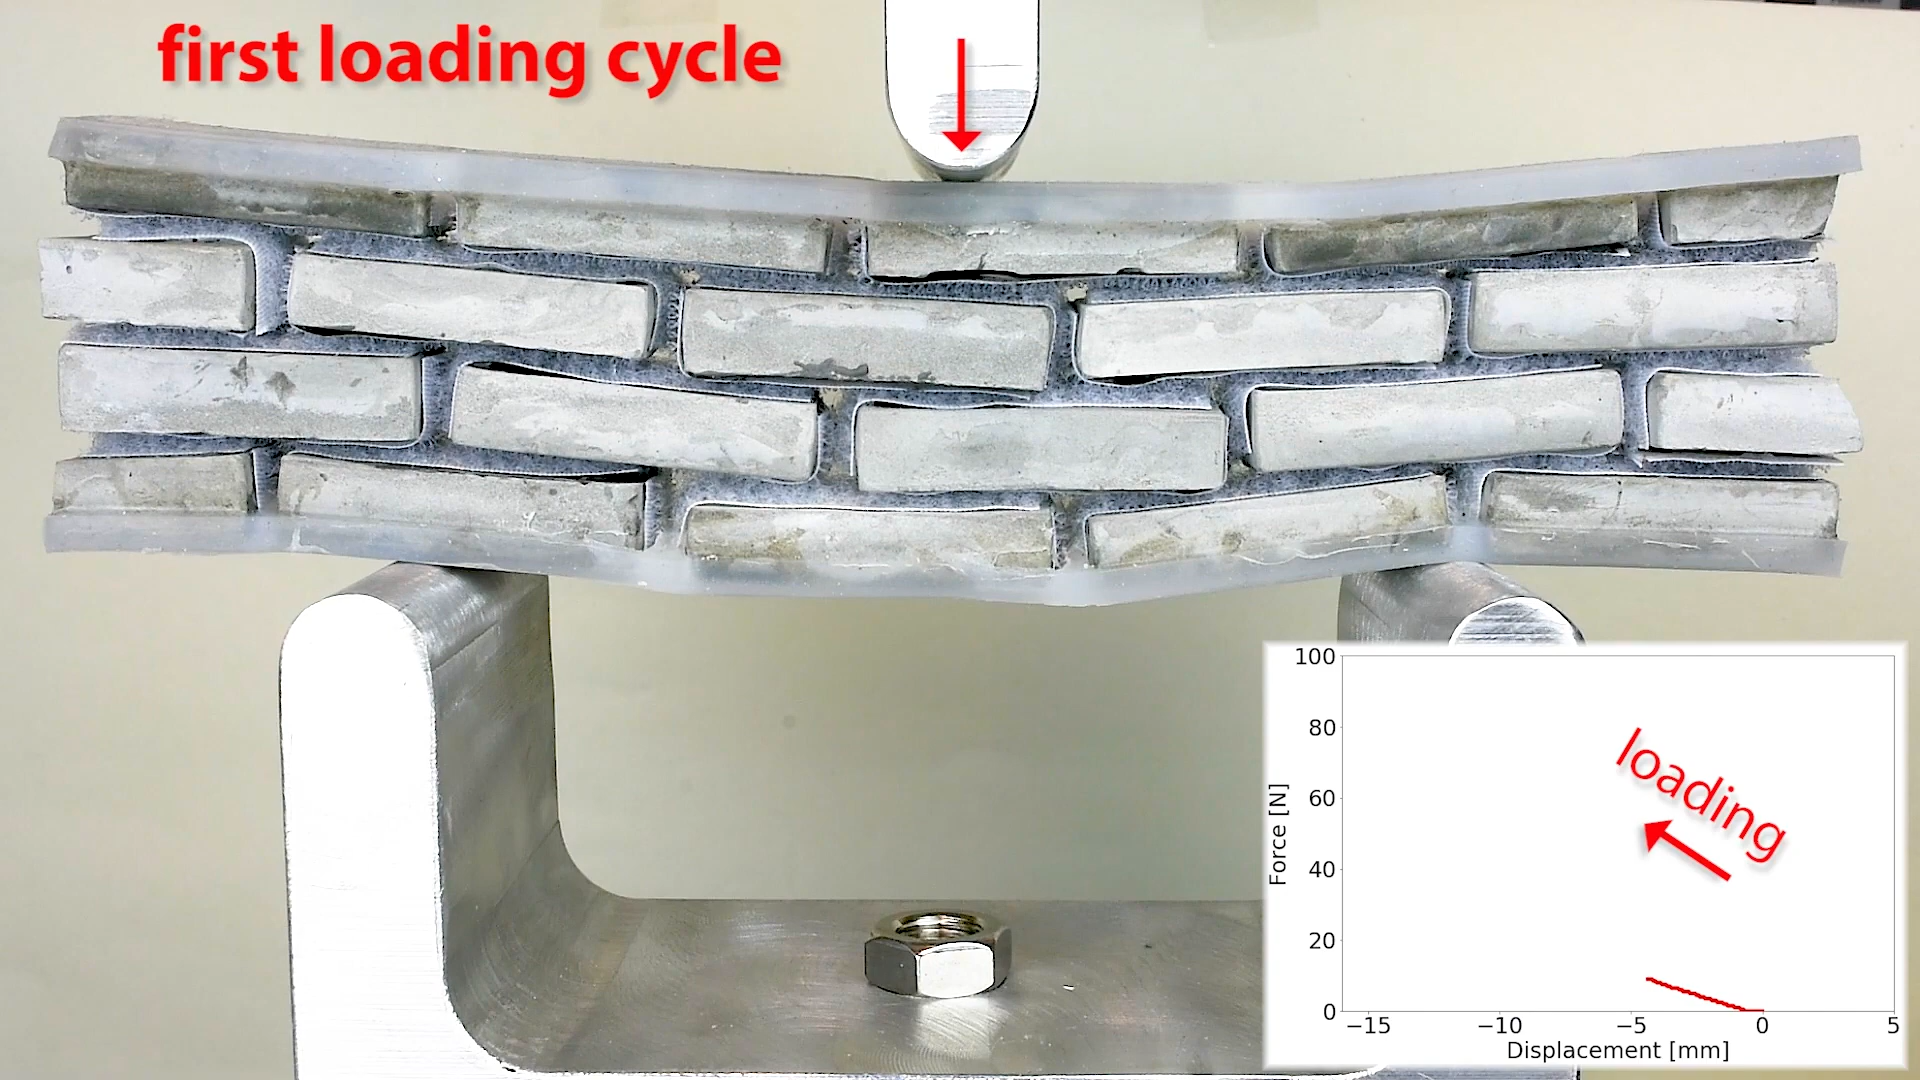 first loading cycle
100
80
60
40
20
0
Force [N]
loading
−15 −10 −5 0 5
Displacement [mm]